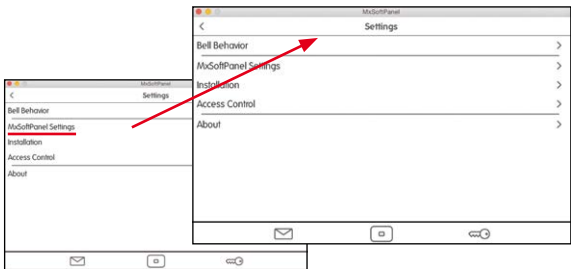 MxSoftPanel
Settings
Bell Behavior
MxSoftPanel Settings
Installation
Access Control
About
MxSoftPanel
Settings
Bell Behavior
MxSoftPanel Settings
Installation
Access Control
About